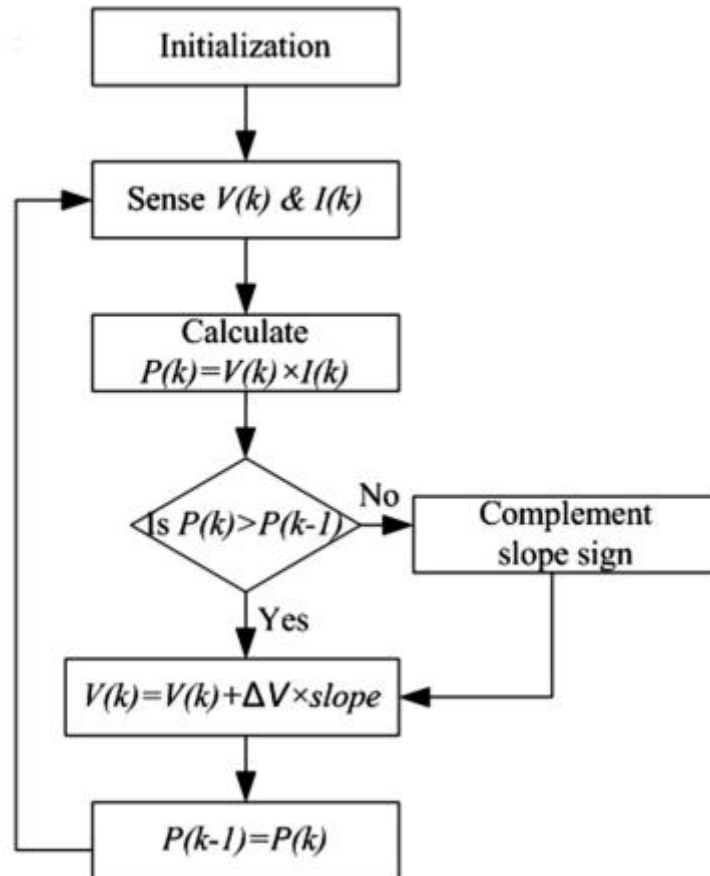 Initialization
Sense V(k) & I(k)
Calculate
P(k)=V(k)×I(k)
Is P(k)>P(k-1)
No
Complement
slope sign
Yes
V(k)=V(k)+ΔV×slope
P(k-1)=P(k)